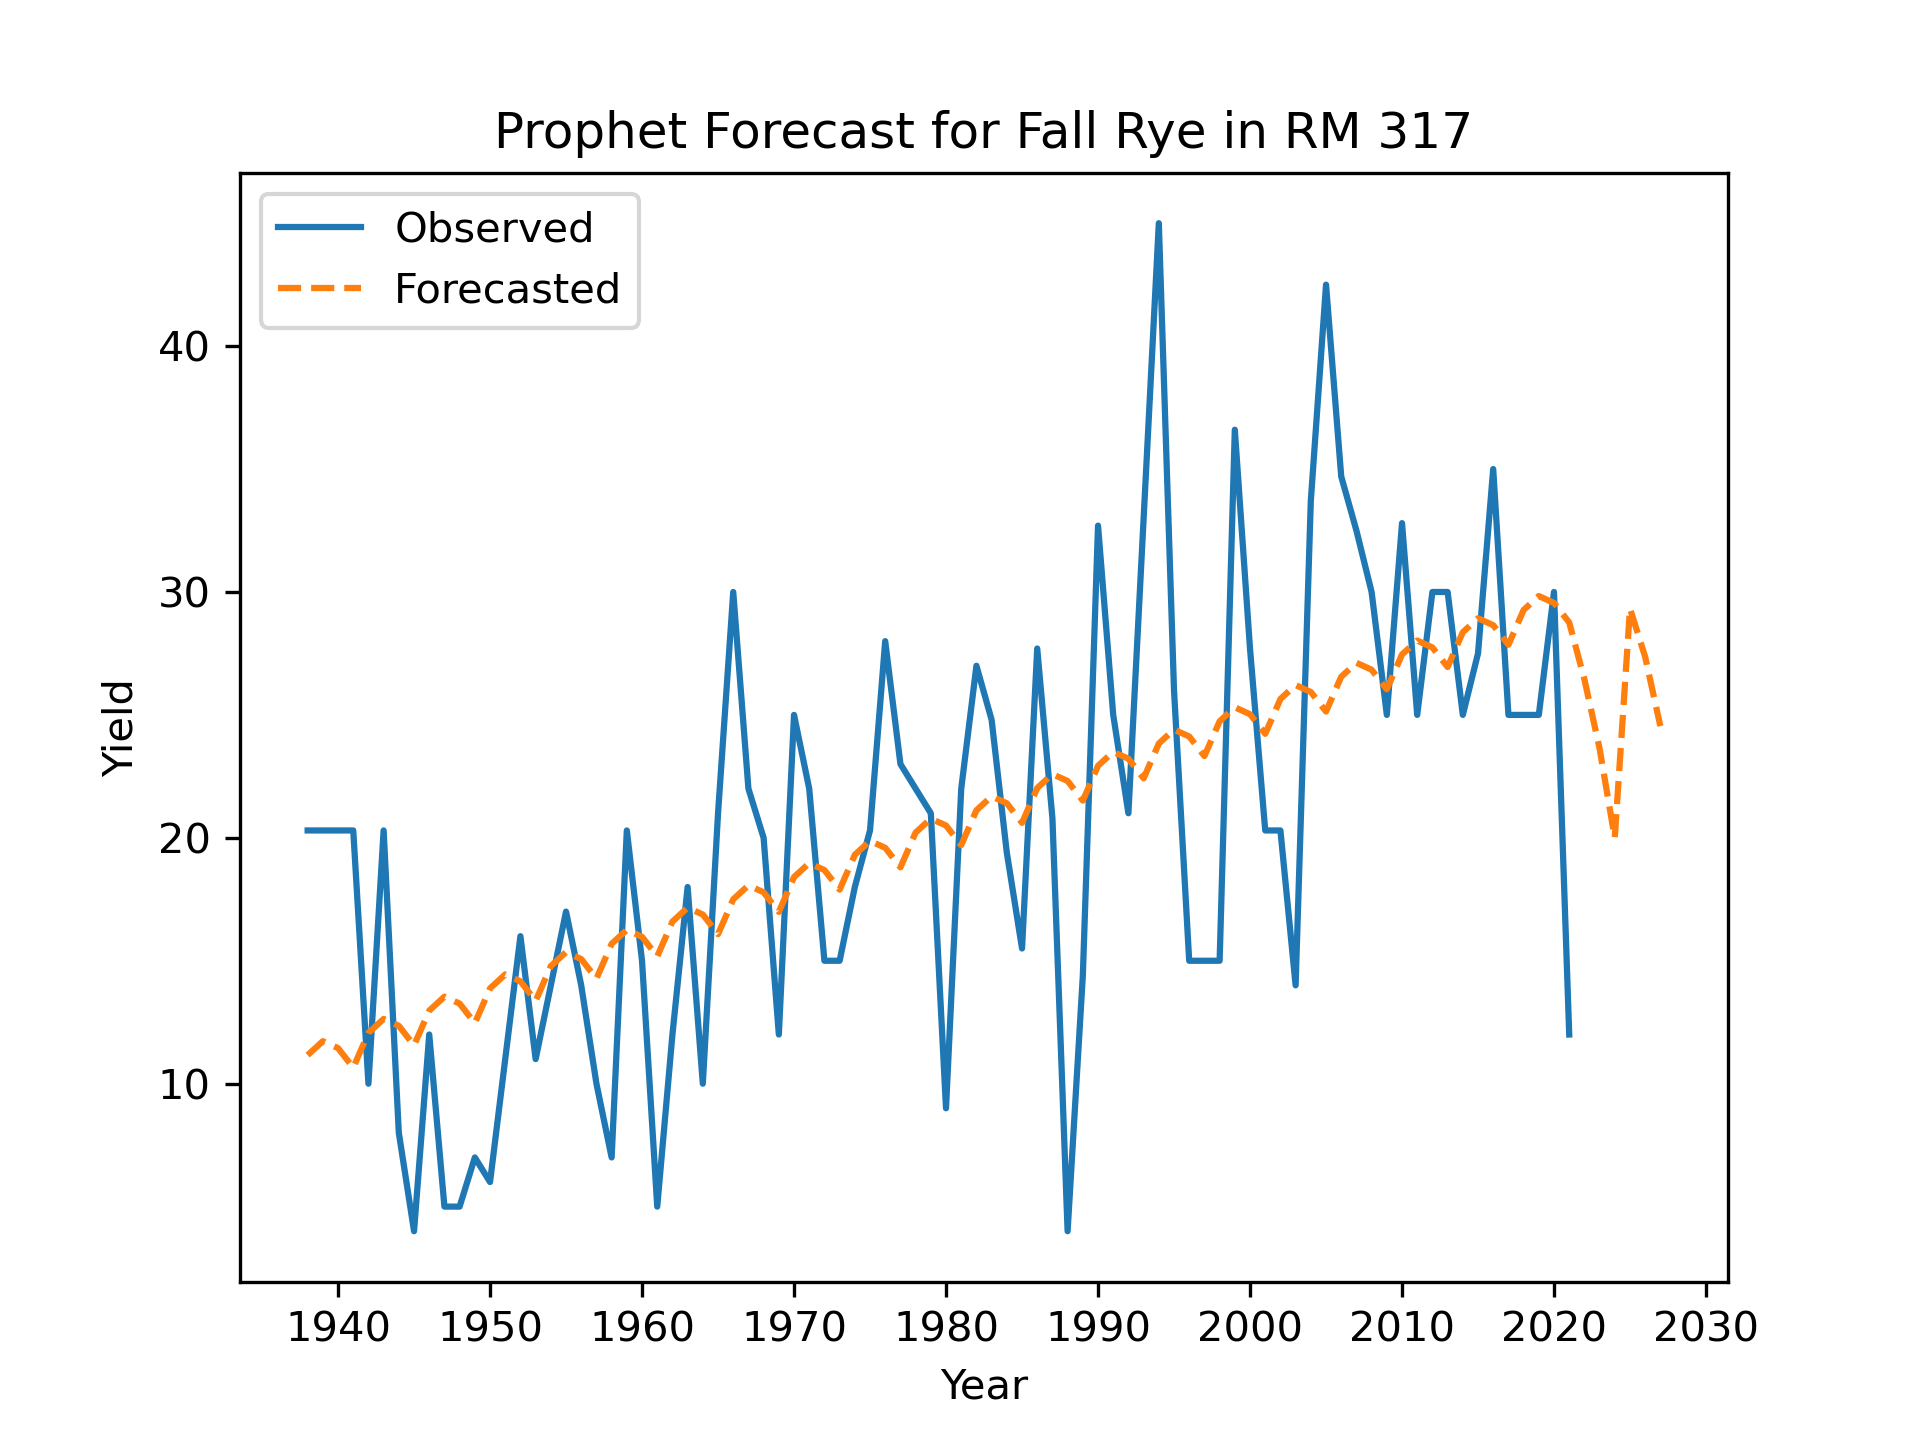 Prophet Forecast for Fall Rye in RM 317
Observed
Forecasted
40
30
20
10
Yield
1940 1950 1960 1970 1980 1990 2000 2010 2020 2030
Year